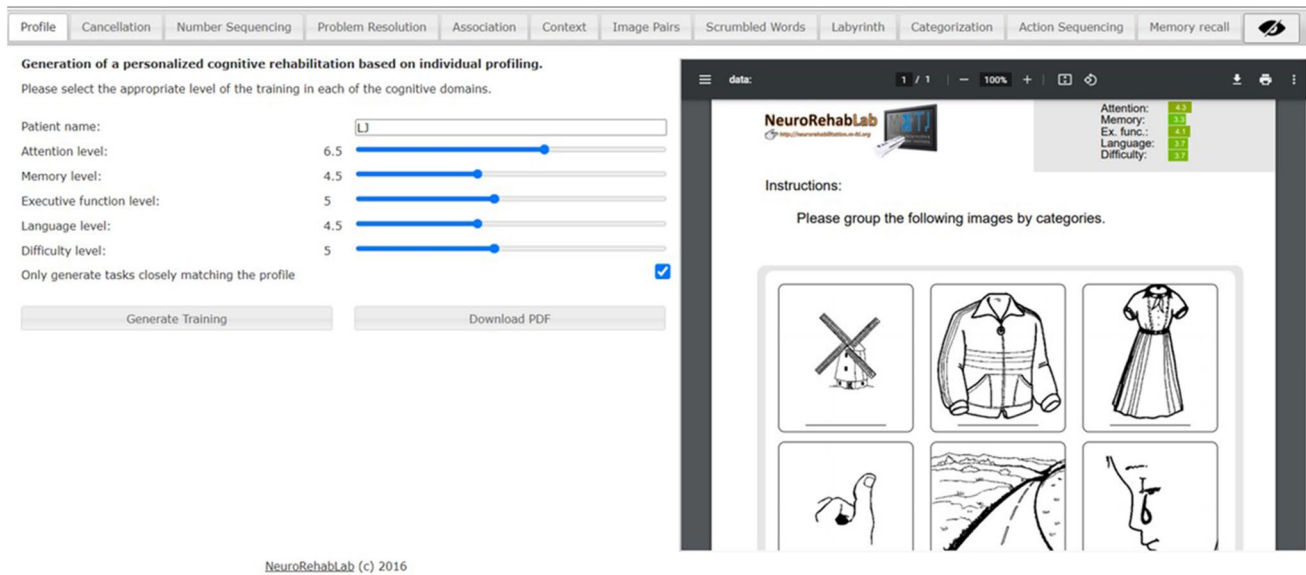 Profile Cancellation Number Sequencing Problem Resolution Association Context Image Pairs Scrumbled Words Labyrinth Categorization Action Sequencing Memory recall
Generation of a personalized cognitive rehabilitation based on individual profiling.
Please select the appropriate level of the training in each of the cognitive domains.
Patient name: LJ
Attention level: 6.5
Memory level: 4.5
Executive function level: 5
Language level: 4.5
Difficulty level: 5
Only generate tasks closely matching the profile
Generate Training Download PDF
NeuroRehabLab (c) 2016
data: 1 / 1 100%
NeuroRehabLab
Attention: 4.3
Memory: 3.3
Ex. func.: 4.1
Language: 3.7
Difficulty: 3.7
Instructions:
Please group the following images by categories.